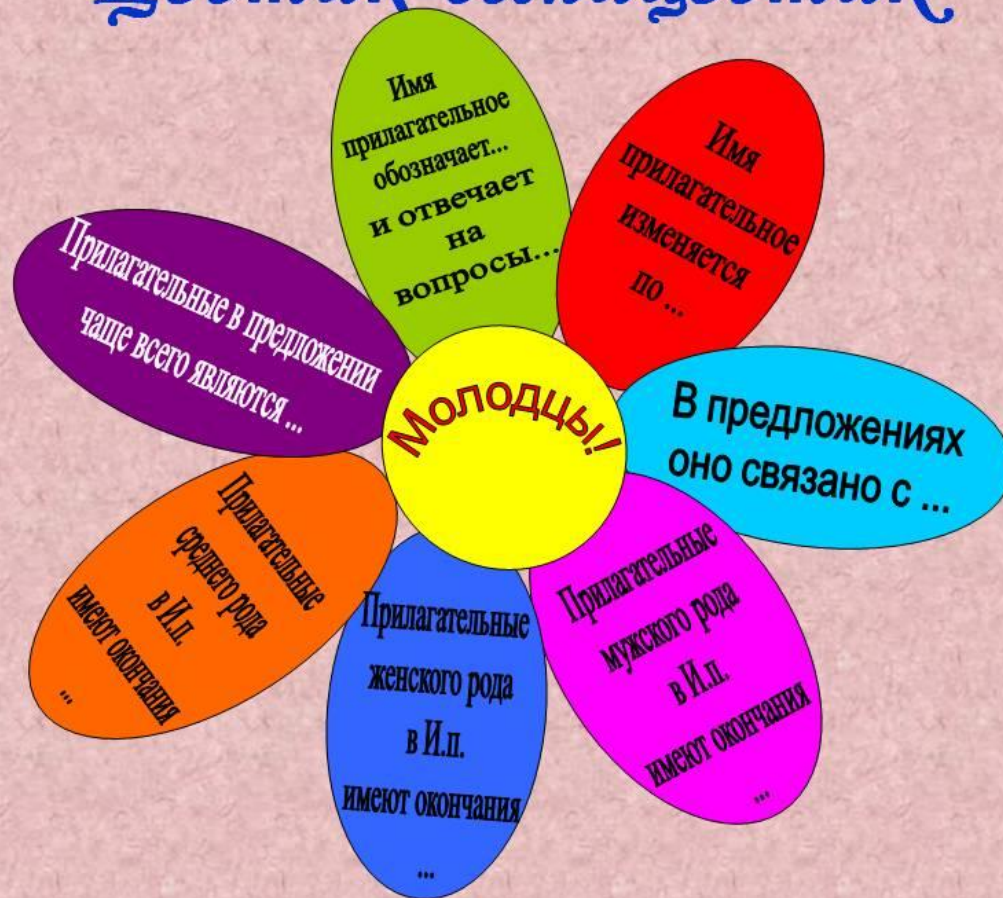 Имя
прилагательное
обозначает...
и отвечает
на
вопросы...
Имя
прилагательное
изменяется
по ...
В предложениях
оно связано с ...
Прилагательные
мужского рода
в И.п.
имеют окончания
...
Прилагательные
женского рода
в И.п.
имеют окончания
...
Прилагательные
среднего рода
в И.п.
имеют окончания
...
Прилагательные в предложении
чаще всего являются ...
Молодцы!